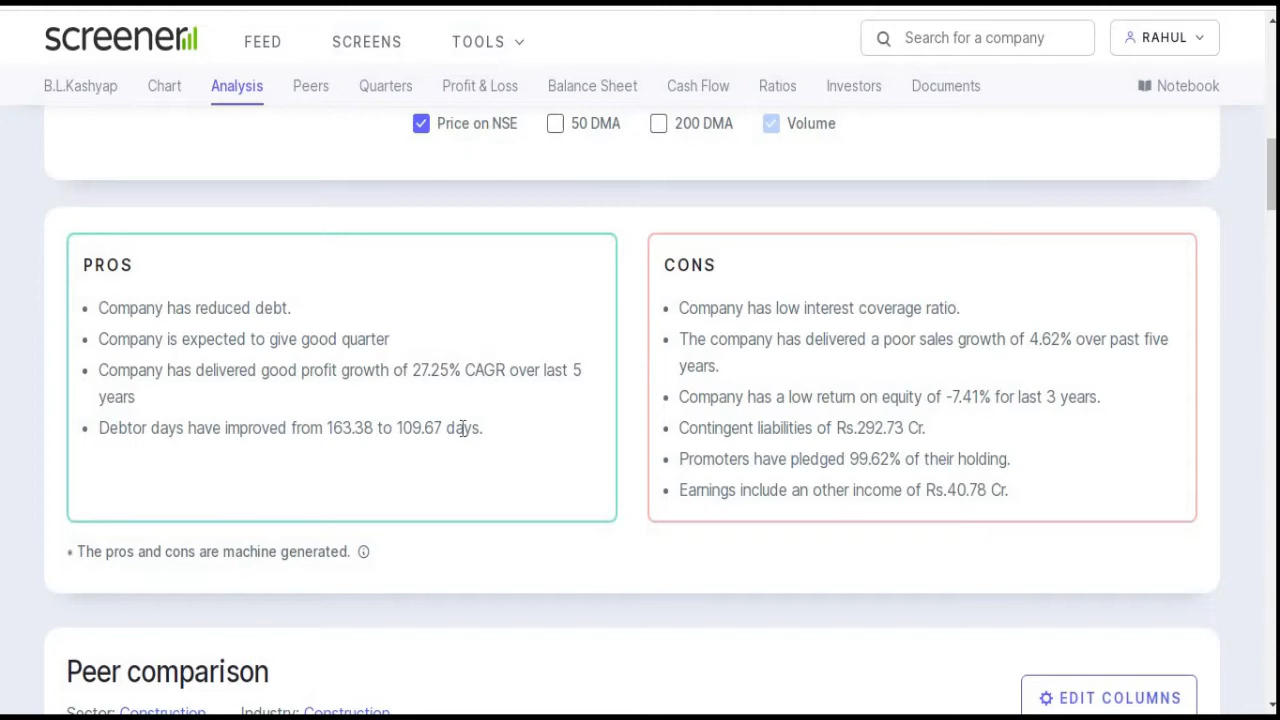 screener FEED SCREENS TOOLS Search for a company RAHUL
B.L.Kashyap Chart Analysis Peers Quarters Profit & Loss Balance Sheet Cash Flow Ratios Investors Documents Notebook
Price on NSE 50 DMA 200 DMA Volume
PROS
• Company has reduced debt.
• Company is expected to give good quarter
• Company has delivered good profit growth of 27.25% CAGR over last 5
years
• Debtor days have improved from 163.38 to 109.67 days.
CONS
• Company has low interest coverage ratio.
• The company has delivered a poor sales growth of 4.62% over past five
years.
• Company has a low return on equity of -7.41% for last 3 years.
• Contingent liabilities of Rs.292.73 Cr.
• Promoters have pledged 99.62% of their holding.
• Earnings include an other income of Rs.40.78 Cr.
* The pros and cons are machine generated.
Peer comparison
EDIT COLUMNS
Sector: Construction Industry: Construction